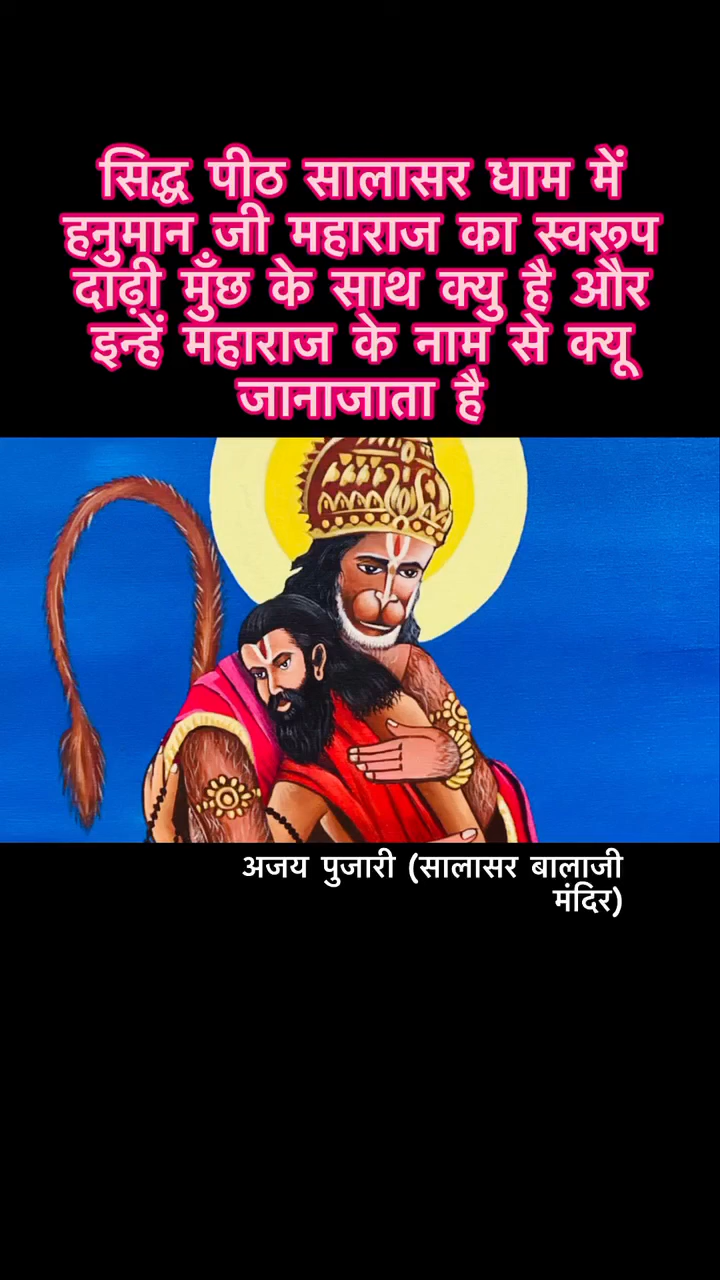 सिद्ध पीठ सालासर धाम में
हनुमान जी महाराज का स्वरूप
दाढ़ी मुँछ के साथ क्यु है और
इन्हें महाराज के नाम से क्यू
जानाजाता है
अजय पुजारी (सालासर बालाजी
मंदिर)